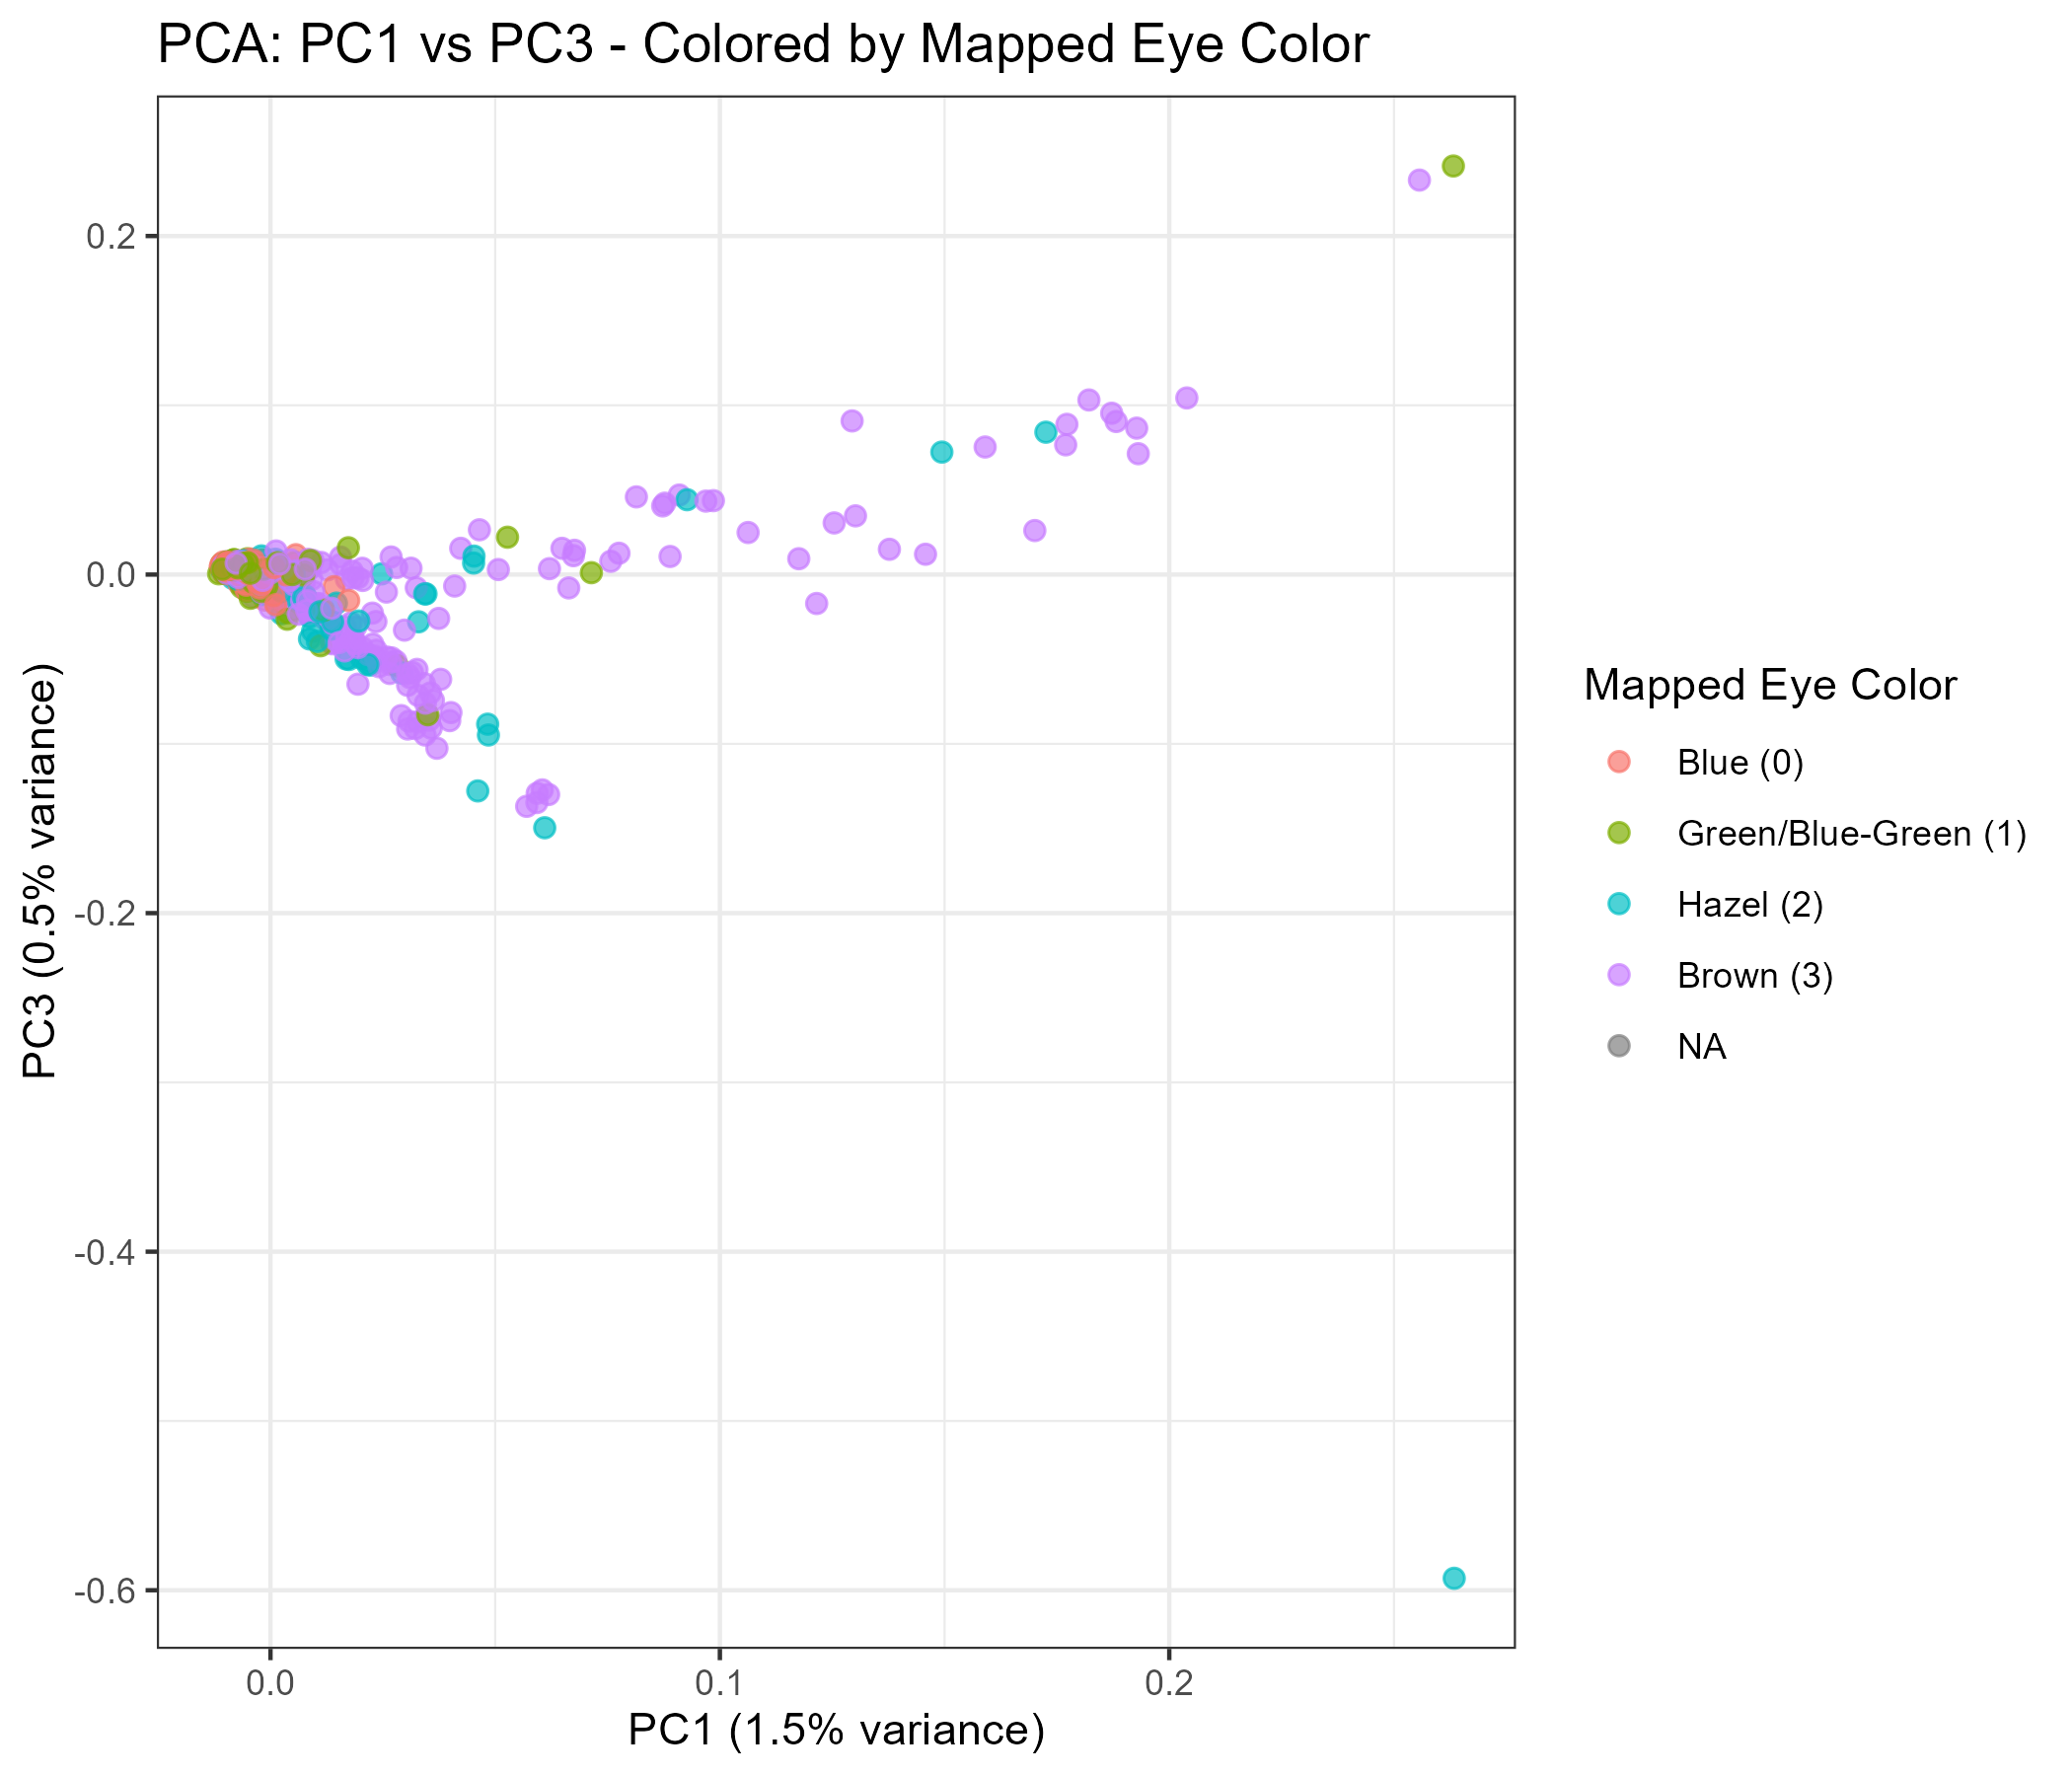 PCA: PC1 vs PC3 - Colored by Mapped Eye Color
0.2
0.0
-0.2
-0.4
-0.6
PC3 (0.5% variance)
0.0
0.1
0.2
PC1 (1.5% variance)
Mapped Eye Color
Blue (0)
Green/Blue-Green (1)
Hazel (2)
Brown (3)
NA